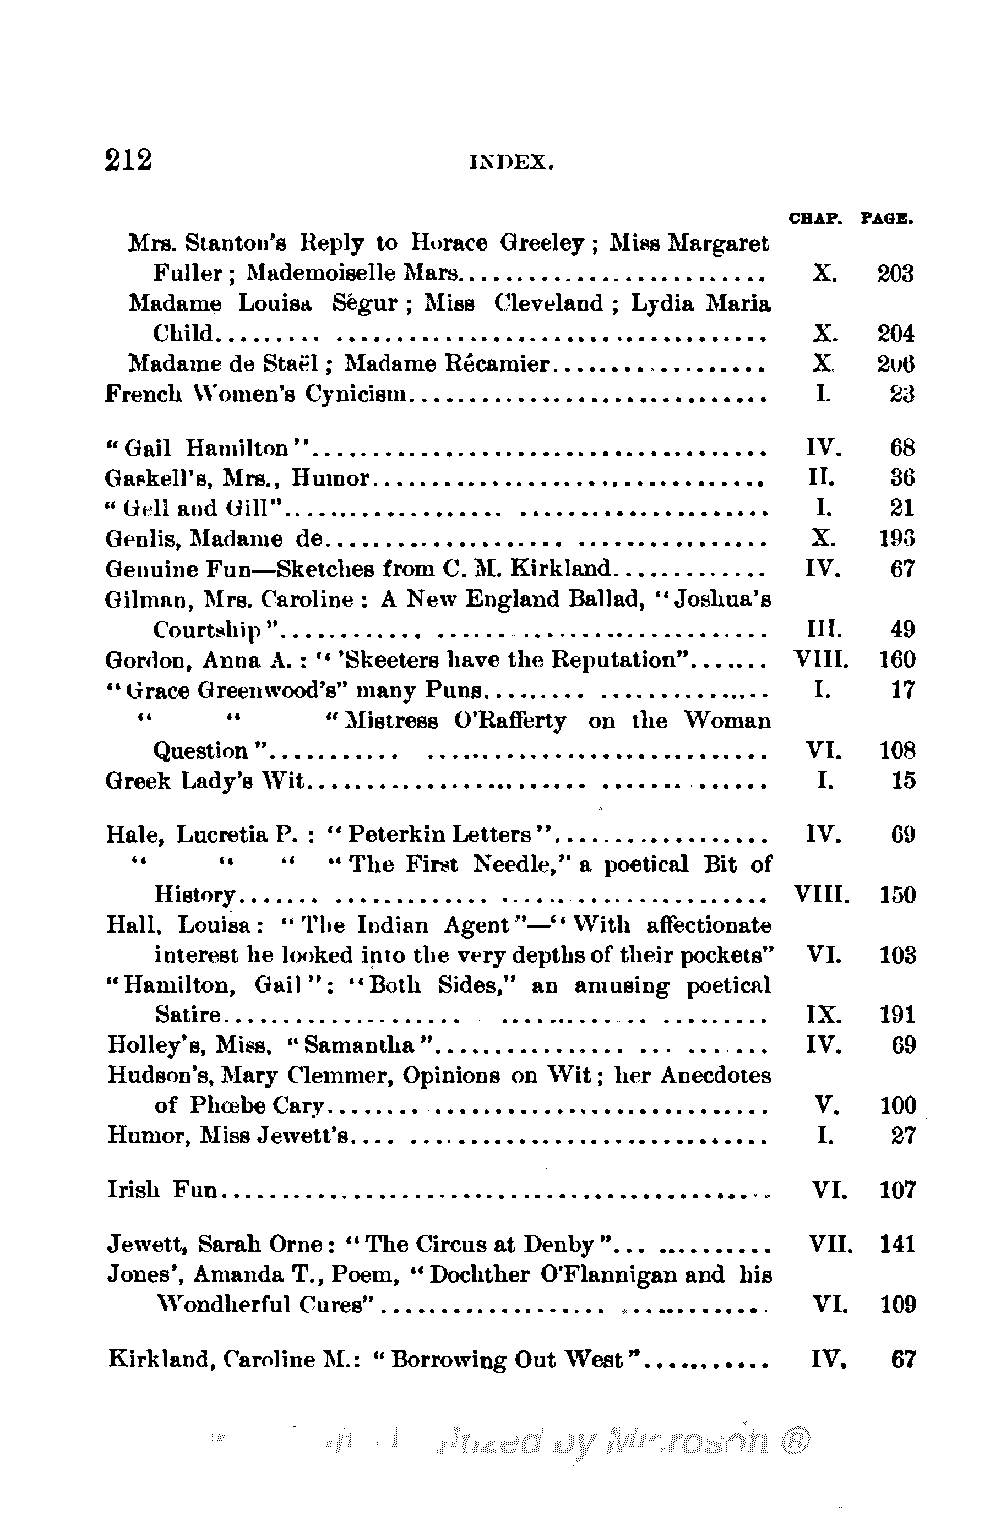 212 INDEX.
CHAP. PAGE.
Mrs. Stanton's Reply to Horace Greeley; Miss Margaret
Fuller; Mademoiselle Mars.......................... X. 203
Madame Louisa Ségur; Miss Cleveland; Lydia Maria
Child............................................. X. 204
Madame de Staël; Madame Récamier.................. X. 206
French Women's Cynicism.............................. I. 23
"Gail Hamilton"...................................... IV. 68
Gaskell's, Mrs., Humor................................. II. 36
"Gell and Gill"........................................ I. 21
Genlis, Madame de.................................... X. 193
Genuine Fun—Sketches from C. M. Kirkland............. IV. 67
Gilman, Mrs. Caroline: A New England Ballad, "Joshua's
Courtship"........................................ III. 49
Gordon, Anna A.: "'Skeeters have the Reputation"....... VIII. 160
"Grace Greenwood's" many Puns....................... I. 17
" " "Mistress O'Rafferty on the Woman
Question"........................................ VI. 108
Greek Lady's Wit...................................... I. 15
Hale, Lucretia P.: "Peterkin Letters".................. IV. 69
" " " "The First Needle," a poetical Bit of
History........................................... VIII. 150
Hall, Louisa: "The Indian Agent"—"With affectionate
interest he looked into the very depths of their pockets" VI. 103
"Hamilton, Gail": "Both Sides," an amusing poetical
Satire............................................ IX. 191
Holley's, Miss, "Samantha"........................... IV. 69
Hudson's, Mary Clemmer, Opinions on Wit; her Anecdotes
of Phœbe Cary.................................... V. 100
Humor, Miss Jewett's.................................. I. 27
Irish Fun............................................. VI. 107
Jewett, Sarah Orne: "The Circus at Denby"............. VII. 141
Jones', Amanda T., Poem, "Dochther O'Flannigan and his
Wondherful Cures"................................ VI. 109
Kirkland, Caroline M.: "Borrowing Out West"........... IV. 67
by Microsoft ®